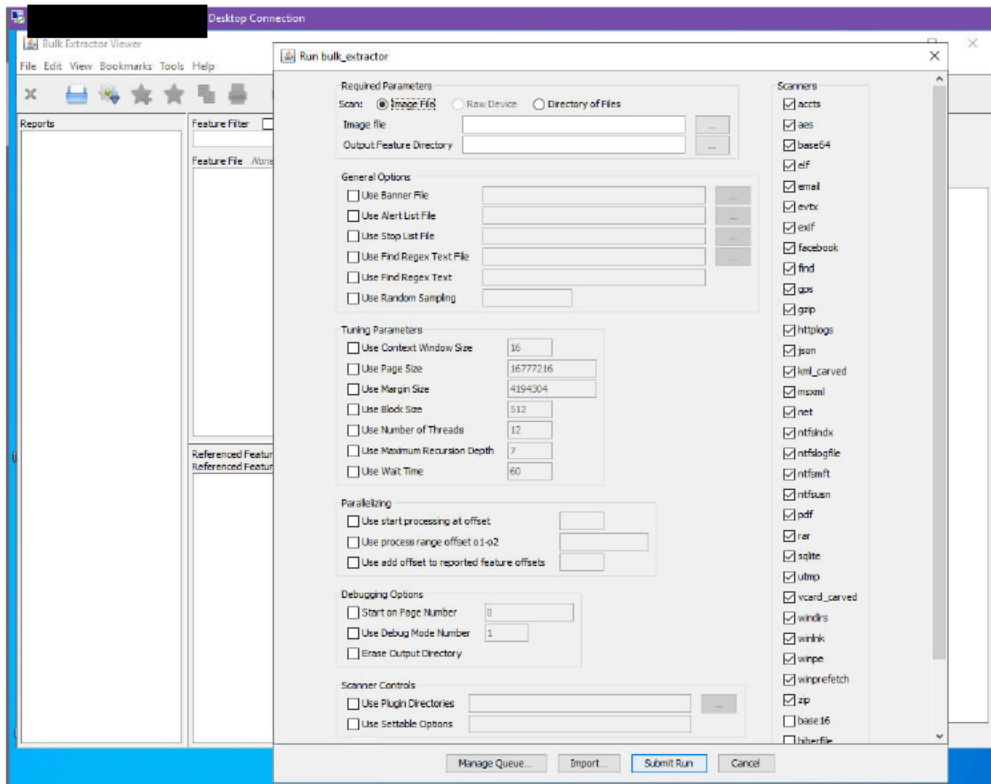 Desktop Connection
Bulk Extractor Viewer
File Edit View Bookmarks Tools Help
Reports
Feature Filter
Feature File None
Referenced Featur
Referenced Featur
Run bulk_extractor
Required Parameters
Scan: Image File Raw Device Directory of Files
Image file ...
Output Feature Directory ...
General Options
Use Banner File ...
Use Alert List File ...
Use Stop List File ...
Use Find Regex Text File ...
Use Find Regex Text
Use Random Sampling
Tuning Parameters
Use Context Window Size 16
Use Page Size 16777216
Use Margin Size 4194304
Use Block Size 512
Use Number of Threads 12
Use Maximum Recursion Depth 7
Use Wait Time 60
Parallelizing
Use start processing at offset
Use process range offset o1-o2
Use add offset to reported feature offsets
Debugging Options
Start on Page Number 0
Use Debug Mode Number 1
Erase Output Directory
Scanner Controls
Use Plugin Directories ...
Use Settable Options
Scanners
accts
aes
base64
elf
email
evtx
exif
facebook
find
gps
gzip
httplogs
json
kml_carved
msxml
net
ntfsindx
ntfslogfile
ntfsmft
ntfsusn
pdf
rar
sqlite
utmp
vcard_carved
windirs
winlnk
winpe
winprefetch
zip
base16
hiberfile
Manage Queue... Import... Submit Run Cancel